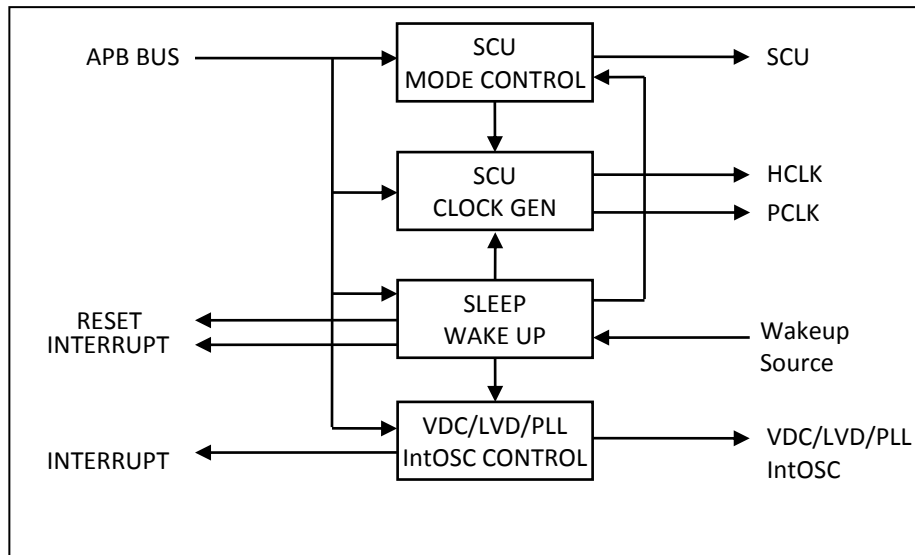 SCU
APB BUS
SCU
MODE CONTROL
SCU
HCLK
CLOCK GEN
PCLK
SLEEP
RESET
WAKE UP
Wakeup
INTERRUPT
Source
VDC/LVD/PLL
VDC/LVD/PLL
INTERRUPT
IntOSC CONTROL
IntOSC